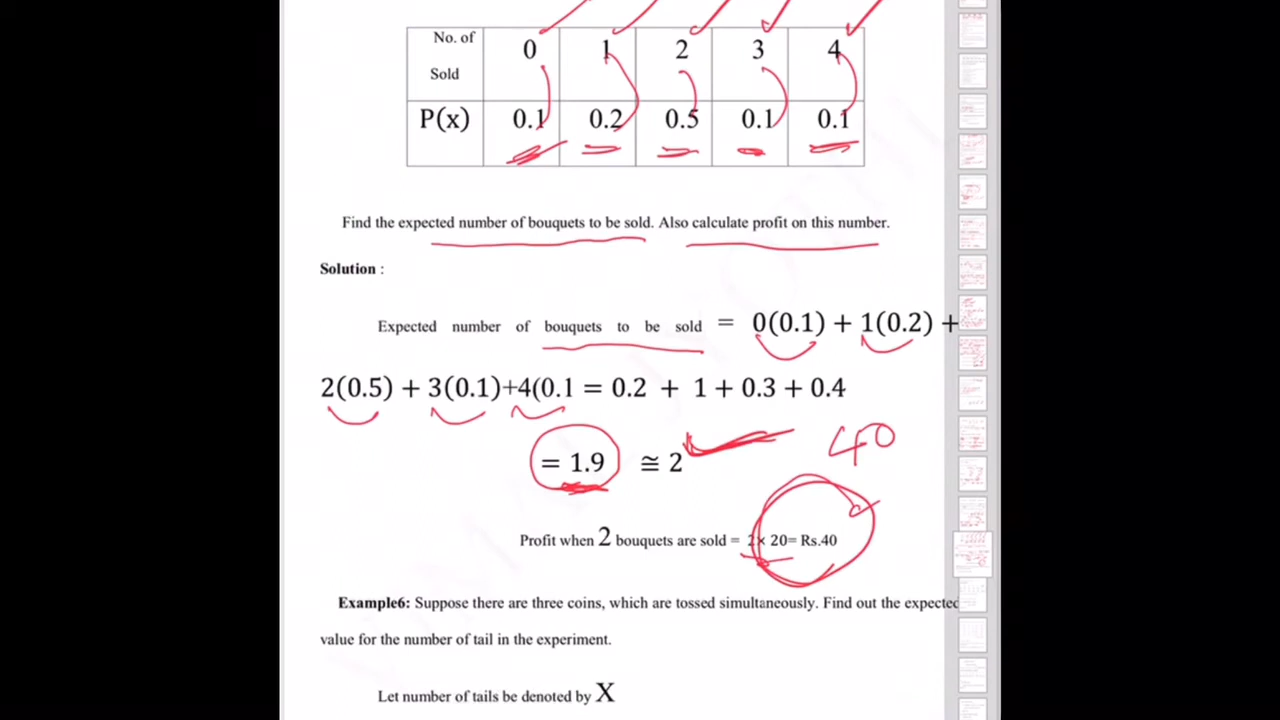 No. of Sold 0 1 2 3 4
P(x) 0.1 0.2 0.5 0.1 0.1
Find the expected number of bouquets to be sold. Also calculate profit on this number.
Solution :
Expected number of bouquets to be sold = 0(0.1) + 1(0.2) +
2(0.5) + 3(0.1)+4(0.1 = 0.2 + 1 + 0.3 + 0.4
= 1.9 ≅ 2
40
Profit when 2 bouquets are sold = 2× 20= Rs.40
Example6: Suppose there are three coins, which are tossed simultaneously. Find out the expected
value for the number of tail in the experiment.
Let number of tails be denoted by X